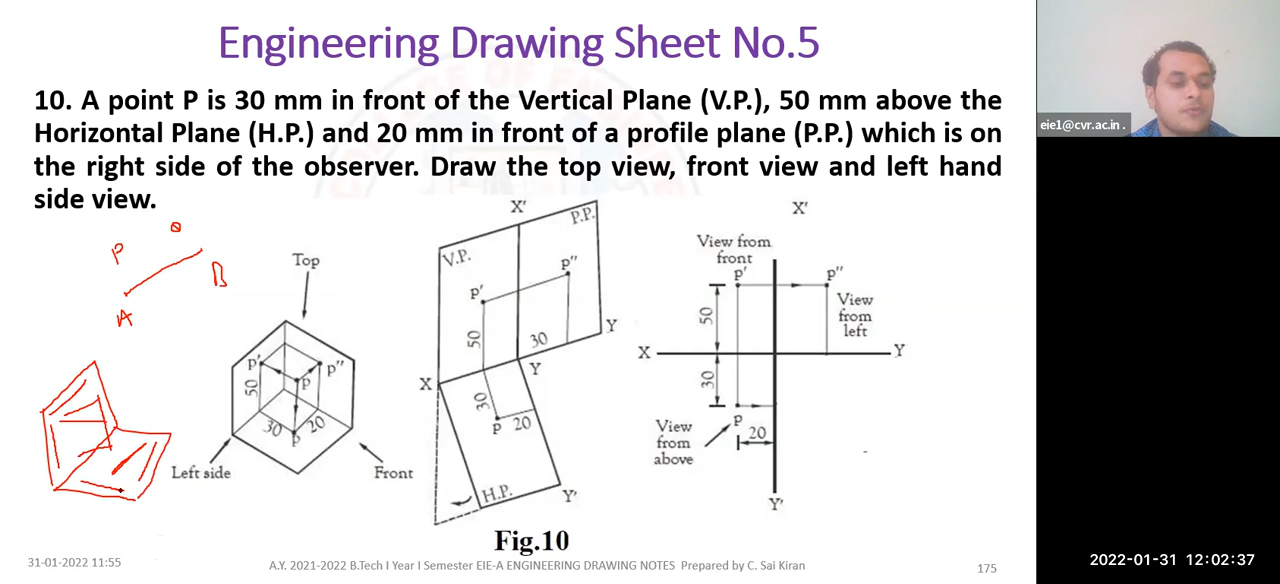 Engineering Drawing Sheet No.5
10. A point P is 30 mm in front of the Vertical Plane (V.P.), 50 mm above the
Horizontal Plane (H.P.) and 20 mm in front of a profile plane (P.P.) which is on
the right side of the observer. Draw the top view, front view and left hand
side view.
eie1@cvr.ac.in .
P
A
B
Top
p'
p"
P
50
30
20
p
Left side
Front
X'
P.P.
V.P.
p"
p'
50
30
Y
X
Y
30
p
20
H.P.
Y'
X'
View from
front
p'
p"
50
View
from
left
X
Y
30
p
View
from
above
20
Y'
Fig.10
31-01-2022 11:55
A.Y. 2021-2022 B.Tech I Year I Semester EIE-A ENGINEERING DRAWING NOTES Prepared by C. Sai Kiran
175
2022-01-31 12:02:37